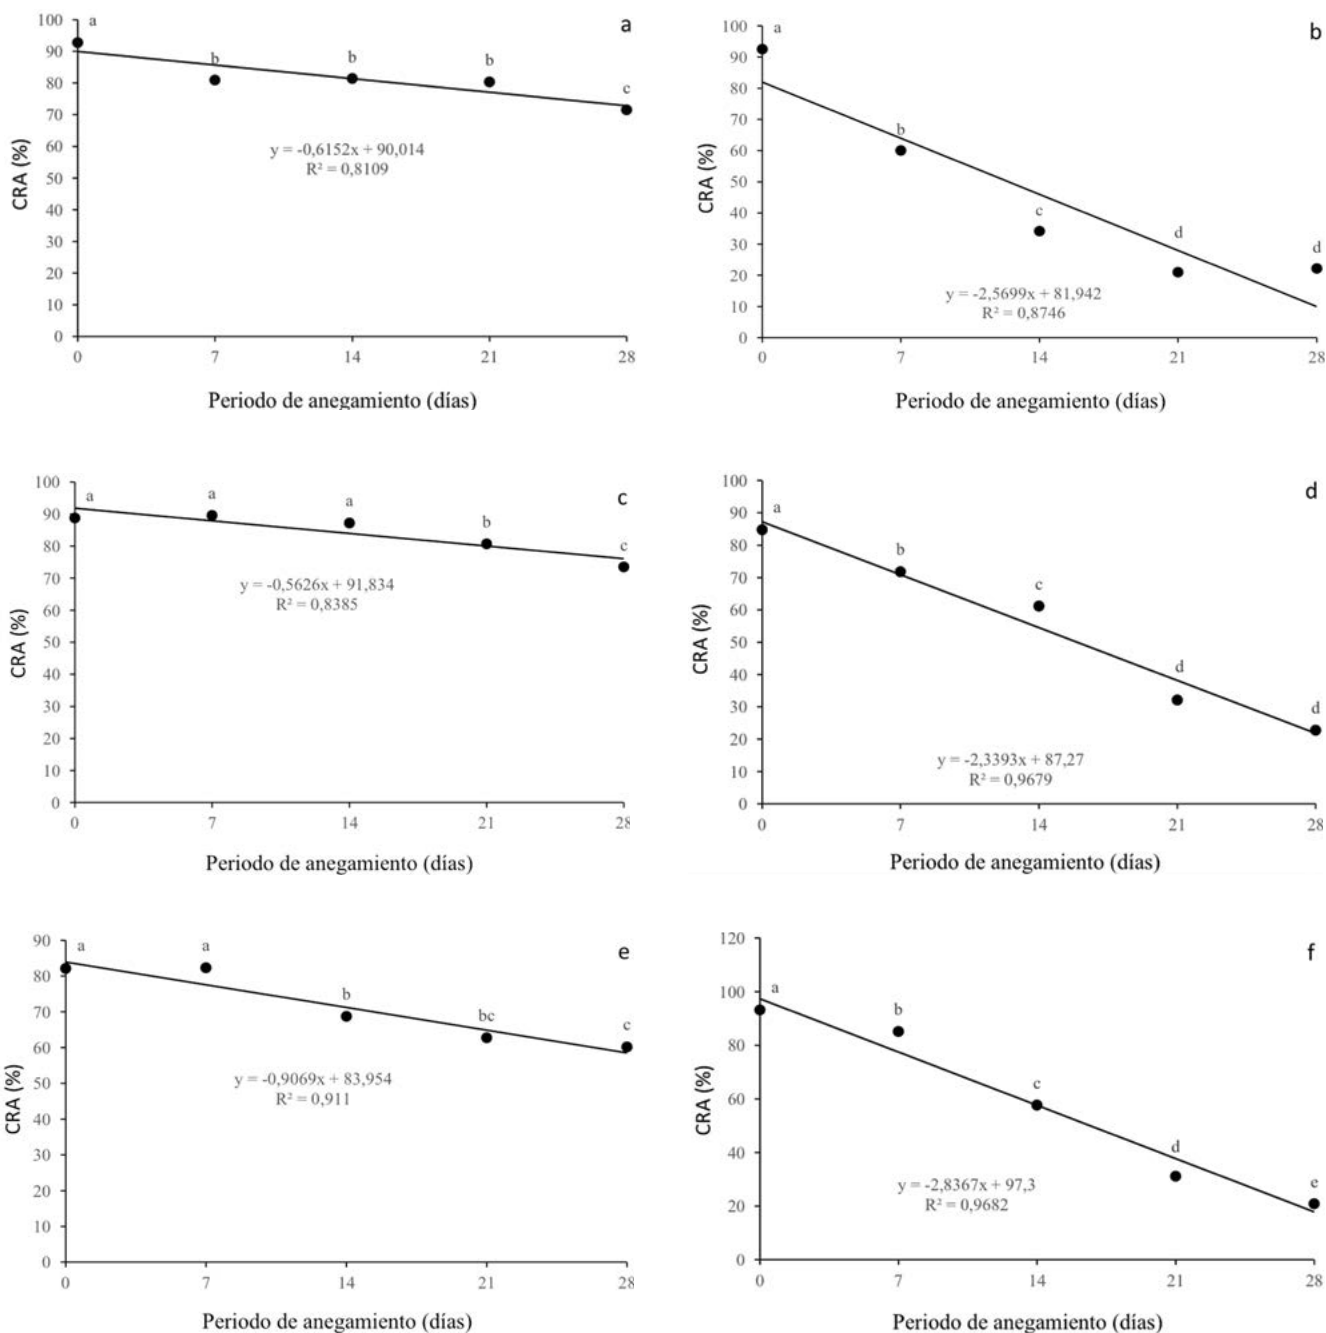 a
100
90
80
70
60
50
40
30
20
10
0
CRA (%)
a
b
b
b
c
y = -0,6152x + 90,014
R² = 0,8109
0 7 14 21 28
Periodo de anegamiento (días)
b
100
90
80
70
60
50
40
30
20
10
0
CRA (%)
a
b
c
d
d
y = -2,5699x + 81,942
R² = 0,8746
0 7 14 21 28
Periodo de anegamiento (días)
c
100
90
80
70
60
50
40
30
20
10
0
CRA (%)
a
a
a
b
c
y = -0,5626x + 91,834
R² = 0,8385
0 7 14 21 28
Periodo de anegamiento (días)
d
100
90
80
70
60
50
40
30
20
10
0
CRA (%)
a
b
c
d
d
y = -2,3393x + 87,27
R² = 0,9679
0 7 14 21 28
Periodo de anegamiento (días)
e
90
80
70
60
50
40
30
20
10
0
CRA (%)
a
a
b
bc
c
y = -0,9069x + 83,954
R² = 0,911
0 7 14 21 28
Periodo de anegamiento (días)
f
120
100
80
60
40
20
0
CRA (%)
a
b
c
d
e
y = -2,8367x + 97,3
R² = 0,9682
0 7 14 21 28
Periodo de anegamiento (días)